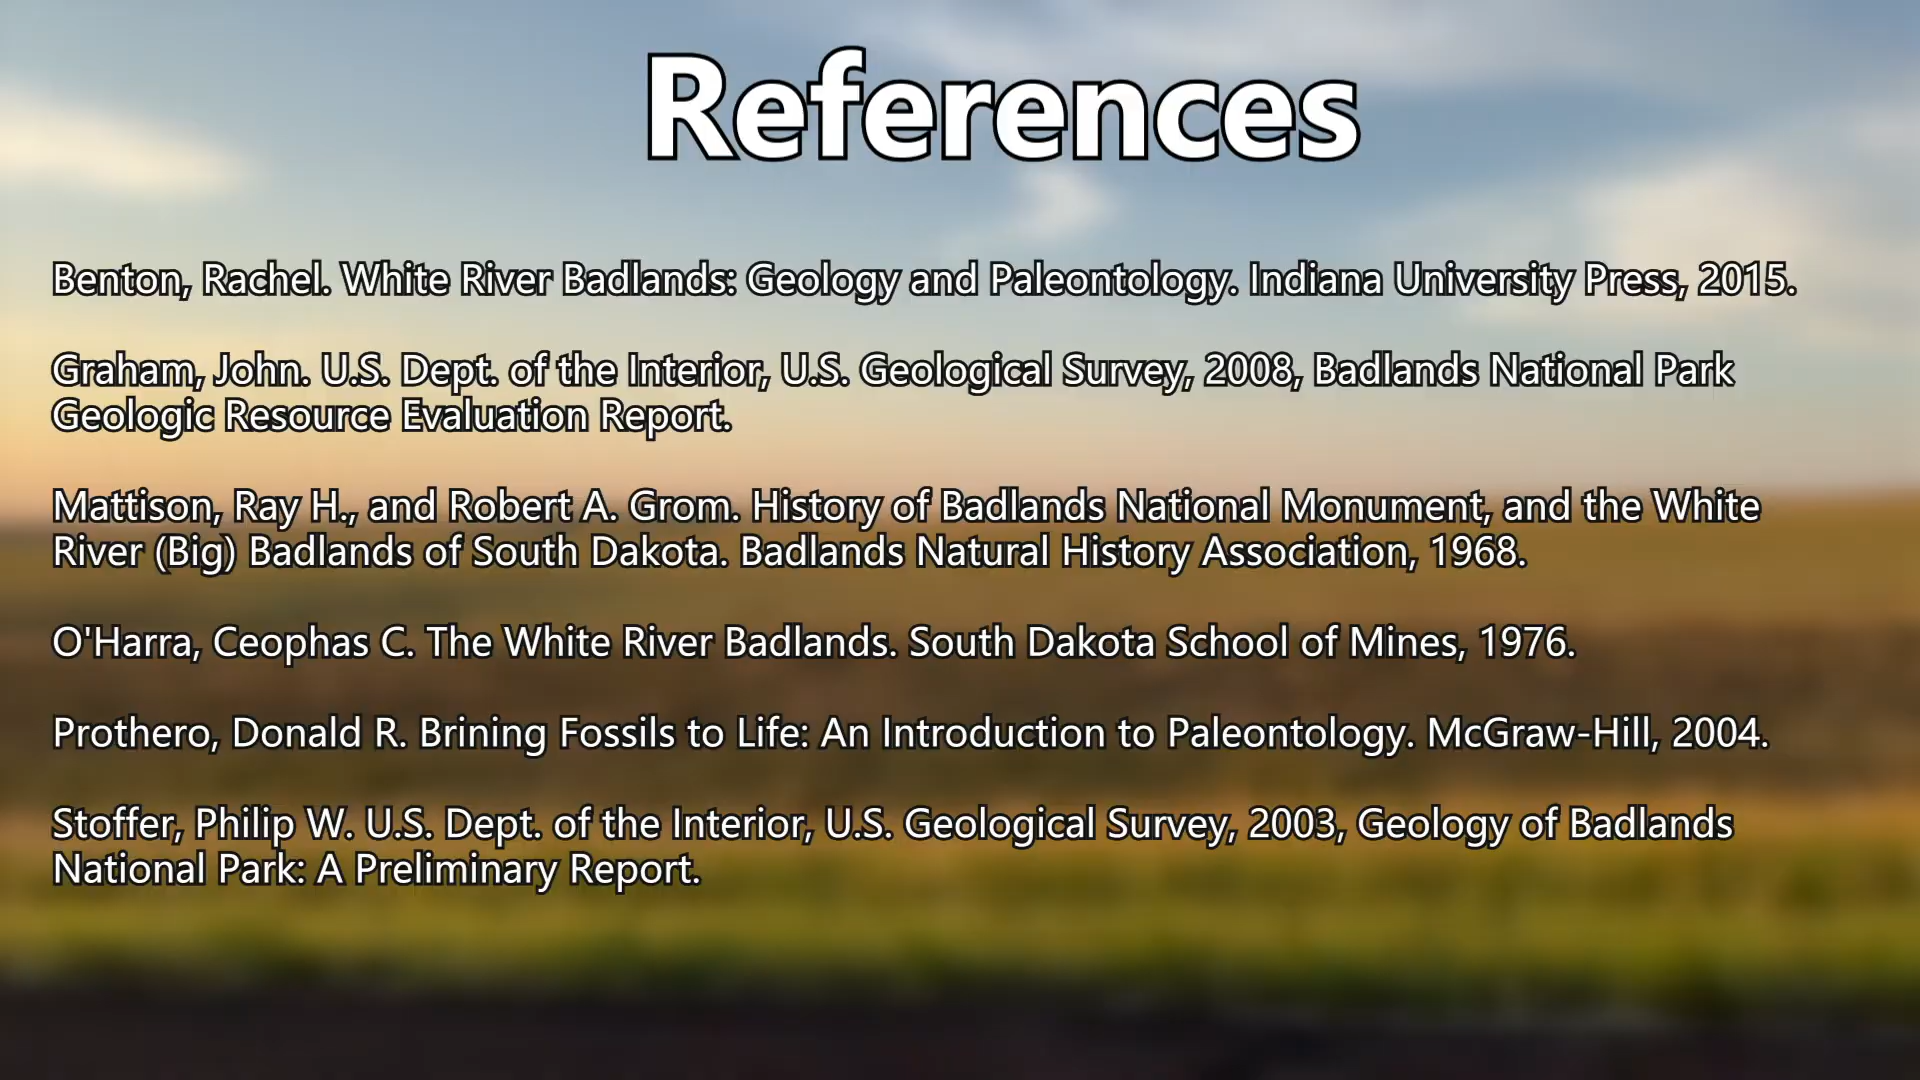 References
Benton, Rachel. White River Badlands: Geology and Paleontology. Indiana University Press, 2015.
Graham, John. U.S. Dept. of the Interior, U.S. Geological Survey, 2008, Badlands National Park
Geologic Resource Evaluation Report.
Mattison, Ray H., and Robert A. Grom. History of Badlands National Monument, and the White
River (Big) Badlands of South Dakota. Badlands Natural History Association, 1968.
O'Harra, Ceophas C. The White River Badlands. South Dakota School of Mines, 1976.
Prothero, Donald R. Brining Fossils to Life: An Introduction to Paleontology. McGraw-Hill, 2004.
Stoffer, Philip W. U.S. Dept. of the Interior, U.S. Geological Survey, 2003, Geology of Badlands
National Park: A Preliminary Report.